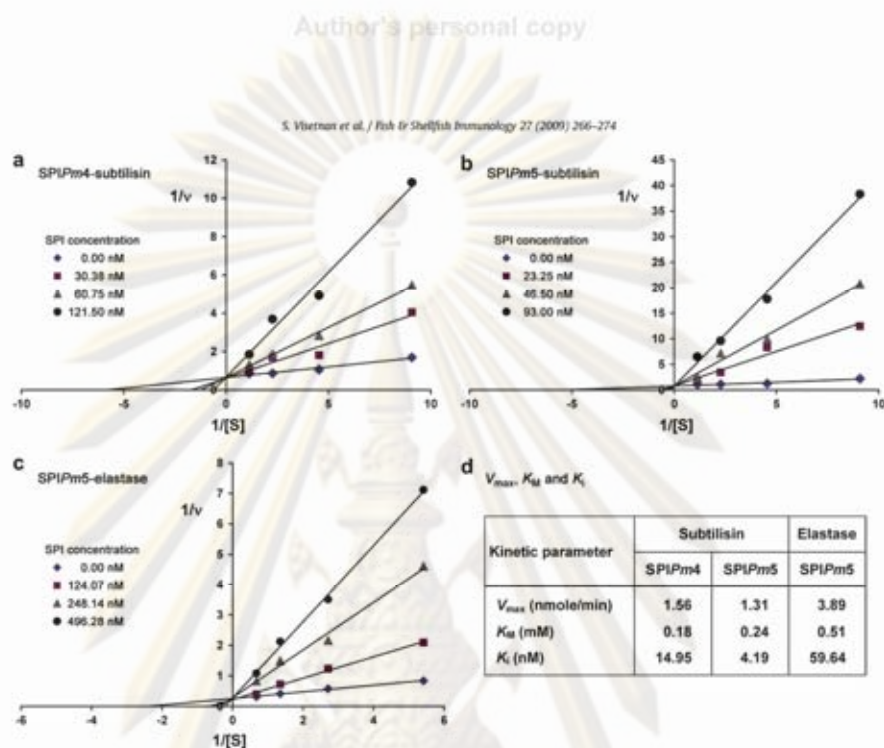 Author's personal copy
S. Visetnan et al. / Fish & Shellfish Immunology 27 (2009) 266–274
a
SPIPm4-subtilisin
1/v
SPI concentration
0.00 nM
30.38 nM
60.75 nM
121.50 nM
12
10
8
6
4
2
-10
-5
0
5
10
1/[S]
b
SPIPm5-subtilisin
1/v
SPI concentration
0.00 nM
23.25 nM
46.50 nM
93.00 nM
45
40
35
30
25
20
15
10
5
0
-10
-5
0
5
10
1/[S]
c
SPIPm5-elastase
1/v
SPI concentration
0.00 nM
124.07 nM
248.14 nM
496.28 nM
8
7
6
5
4
3
2
1
0
-6
-4
-2
0
2
4
6
1/[S]
d
Vmax, KM and Ki
Kinetic parameter Subtilisin Elastase
SPIPm4 SPIPm5 SPIPm5
Vmax (nmole/min) 1.56 1.31 3.89
KM (mM) 0.18 0.24 0.51
Ki (nM) 14.95 4.19 59.64